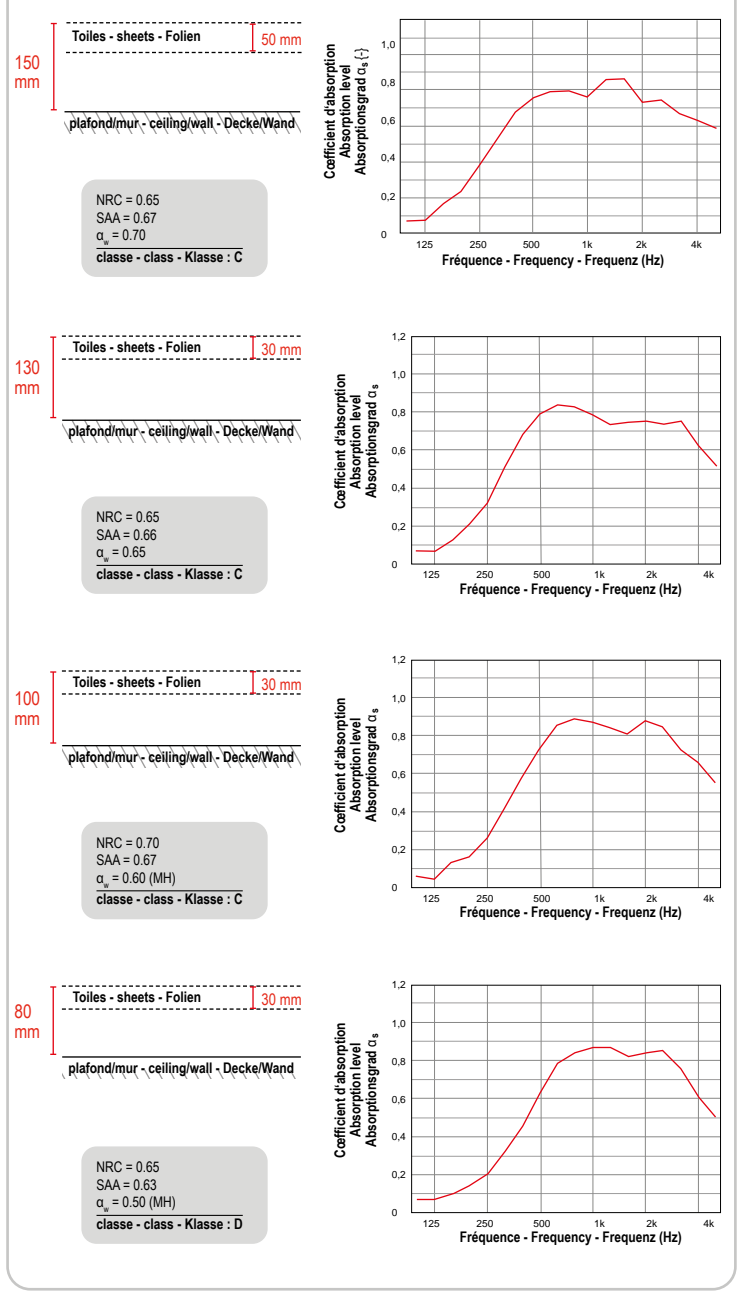 Toiles - sheets - Folien
50 mm
150
mm
plafond/mur - ceiling/wall - Decke/Wand
NRC = 0.65
SAA = 0.67
αw = 0.70
classe - class - Klasse : C
Cœfficient d'absorption
Absorption level
Absorptionsgrad αs {-}
1,0
0,8
0,6
0,4
0,2
0
125 250 500 1k 2k 4k
Fréquence - Frequency - Frequenz (Hz)
Toiles - sheets - Folien
30 mm
130
mm
plafond/mur - ceiling/wall - Decke/Wand
NRC = 0.65
SAA = 0.66
αw = 0.65
classe - class - Klasse : C
Cœfficient d'absorption
Absorption level
Absorptionsgrad αs
1,2
1,0
0,8
0,6
0,4
0,2
0
125 250 500 1k 2k 4k
Fréquence - Frequency - Frequenz (Hz)
Toiles - sheets - Folien
30 mm
100
mm
plafond/mur - ceiling/wall - Decke/Wand
NRC = 0.70
SAA = 0.67
αw = 0.60 (MH)
classe - class - Klasse : C
Cœfficient d'absorption
Absorption level
Absorptionsgrad αs
1,2
1,0
0,8
0,6
0,4
0,2
0
125 250 500 1k 2k 4k
Fréquence - Frequency - Frequenz (Hz)
Toiles - sheets - Folien
30 mm
80
mm
plafond/mur - ceiling/wall - Decke/Wand
NRC = 0.65
SAA = 0.63
αw = 0.50 (MH)
classe - class - Klasse : D
Cœfficient d'absorption
Absorption level
Absorptionsgrad αs
1,2
1,0
0,8
0,6
0,4
0,2
0
125 250 500 1k 2k 4k
Fréquence - Frequency - Frequenz (Hz)